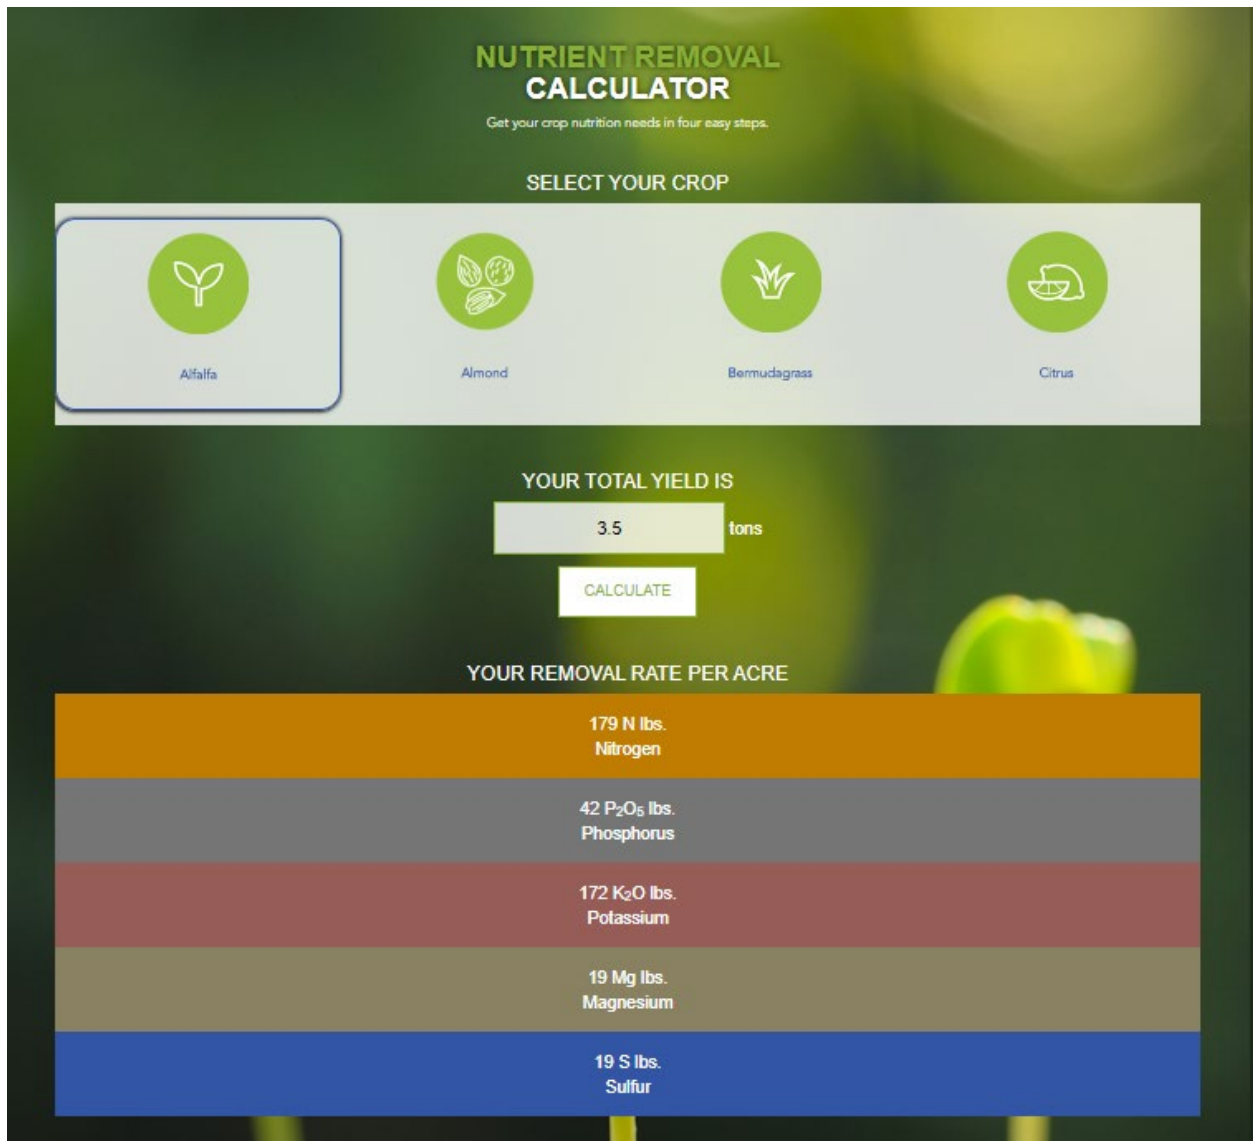 NUTRIENT REMOVAL
CALCULATOR
Get your crop nutrition needs in four easy steps.
SELECT YOUR CROP
Alfalfa
Almond
Bermudagrass
Citrus
YOUR TOTAL YIELD IS
3.5 tons
CALCULATE
YOUR REMOVAL RATE PER ACRE
179 N lbs.
Nitrogen
42 P₂O₅ lbs.
Phosphorus
172 K₂O lbs.
Potassium
19 Mg lbs.
Magnesium
19 S lbs.
Sulfur